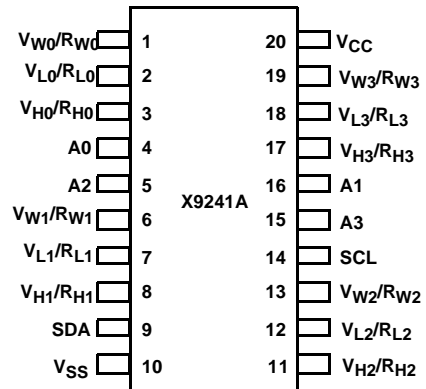 VW0/RW0 1 20 VCC
VL0/RL0 2 19 VW3/RW3
VH0/RH0 3 18 VL3/RL3
A0 4 17 VH3/RH3
A2 5 16 A1
X9241A
VW1/RW1 6 15 A3
VL1/RL1 7 14 SCL
VH1/RH1 8 13 VW2/RW2
SDA 9 12 VL2/RL2
VSS 10 11 VH2/RH2